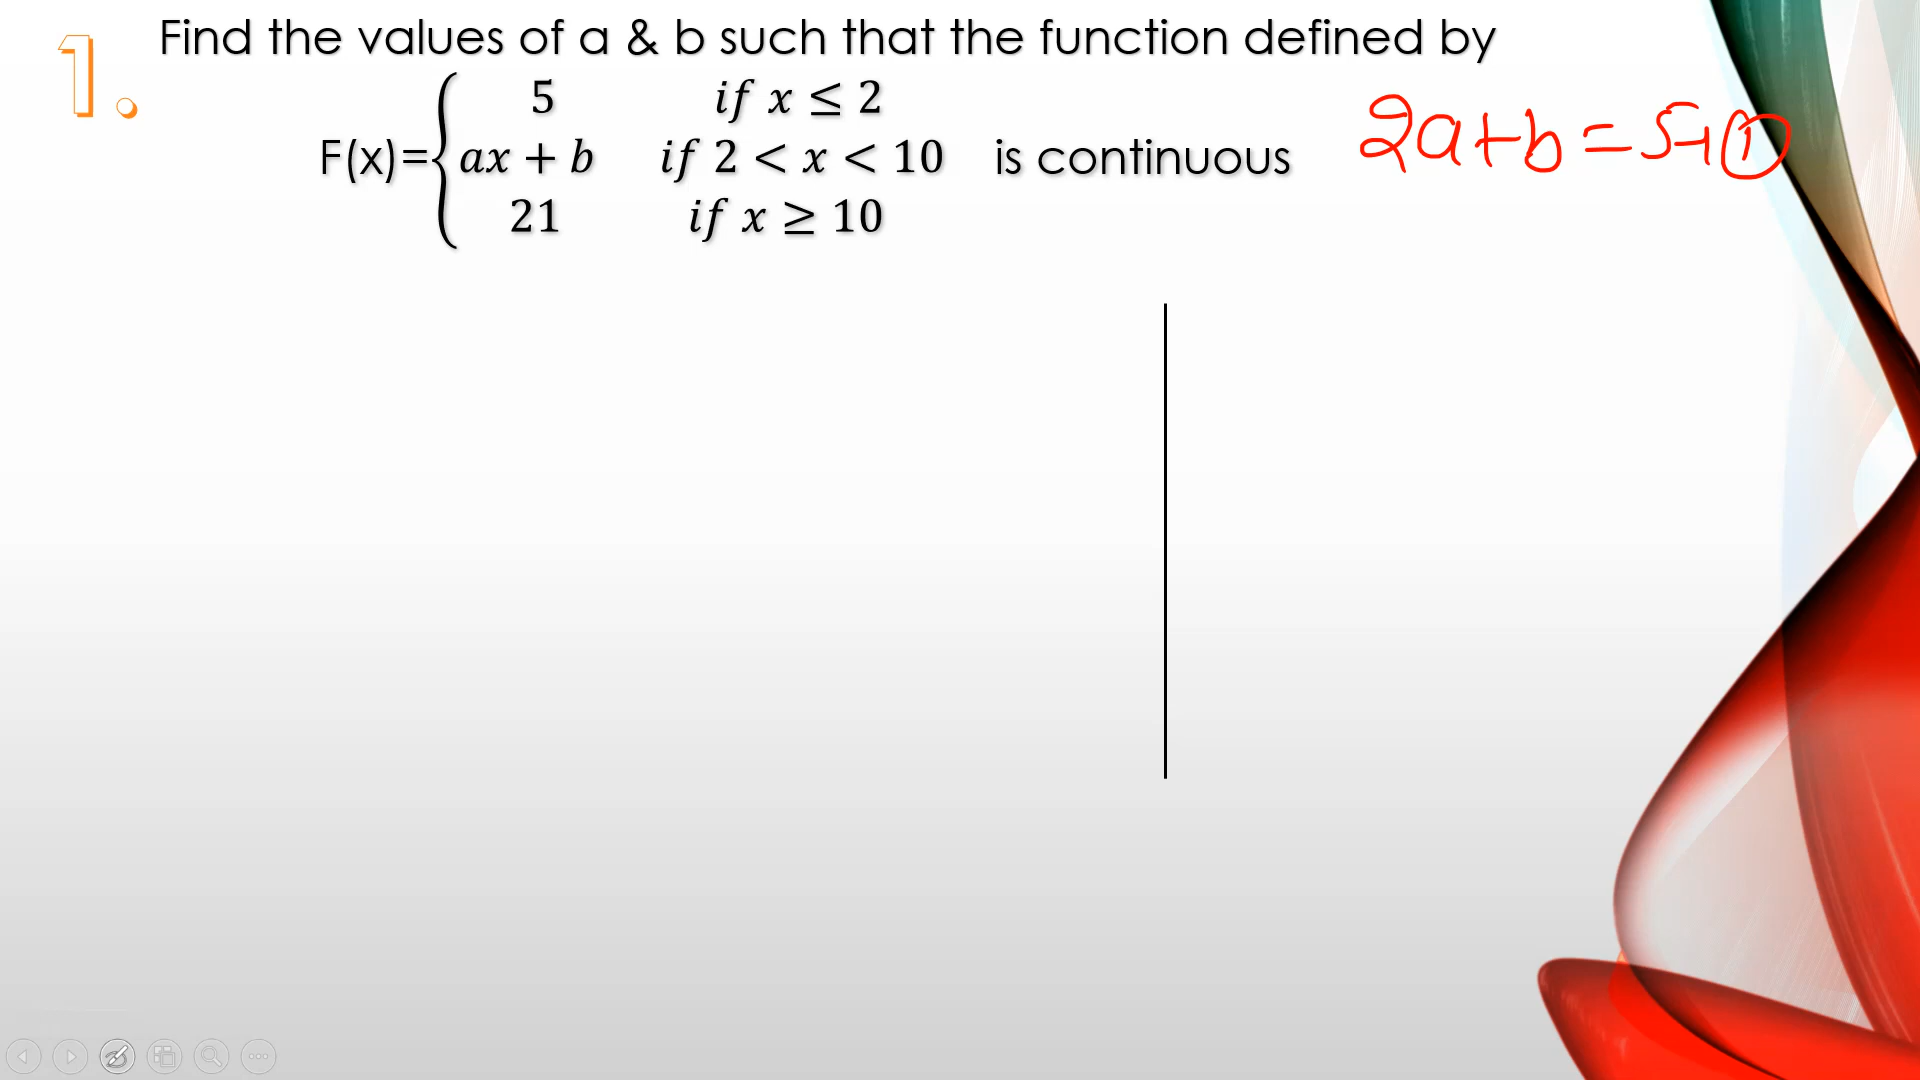 1.
Find the values of a & b such that the function defined by
5 if x ≤ 2
F(x)={ax + b if 2 < x < 10 is continuous
21 if x ≥ 10
2a+b=5→①